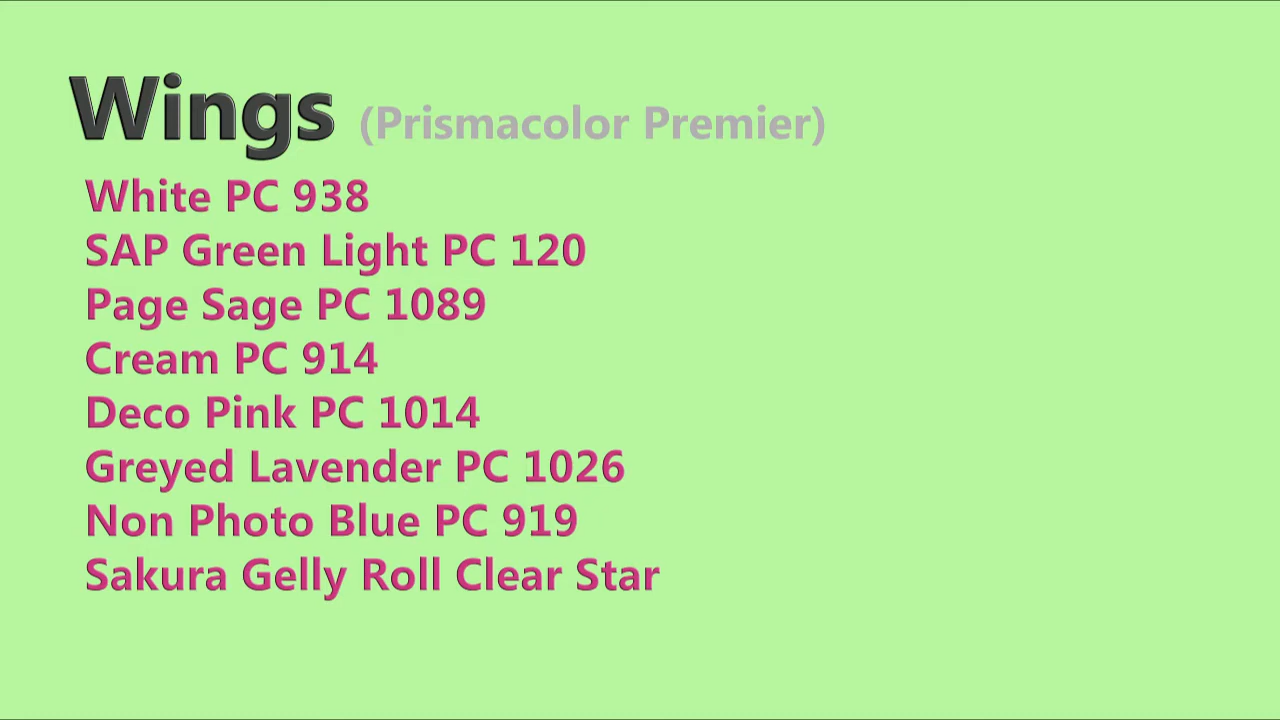 Wings (Prismacolor Premier)
White PC 938
SAP Green Light PC 120
Page Sage PC 1089
Cream PC 914
Deco Pink PC 1014
Greyed Lavender PC 1026
Non Photo Blue PC 919
Sakura Gelly Roll Clear Star